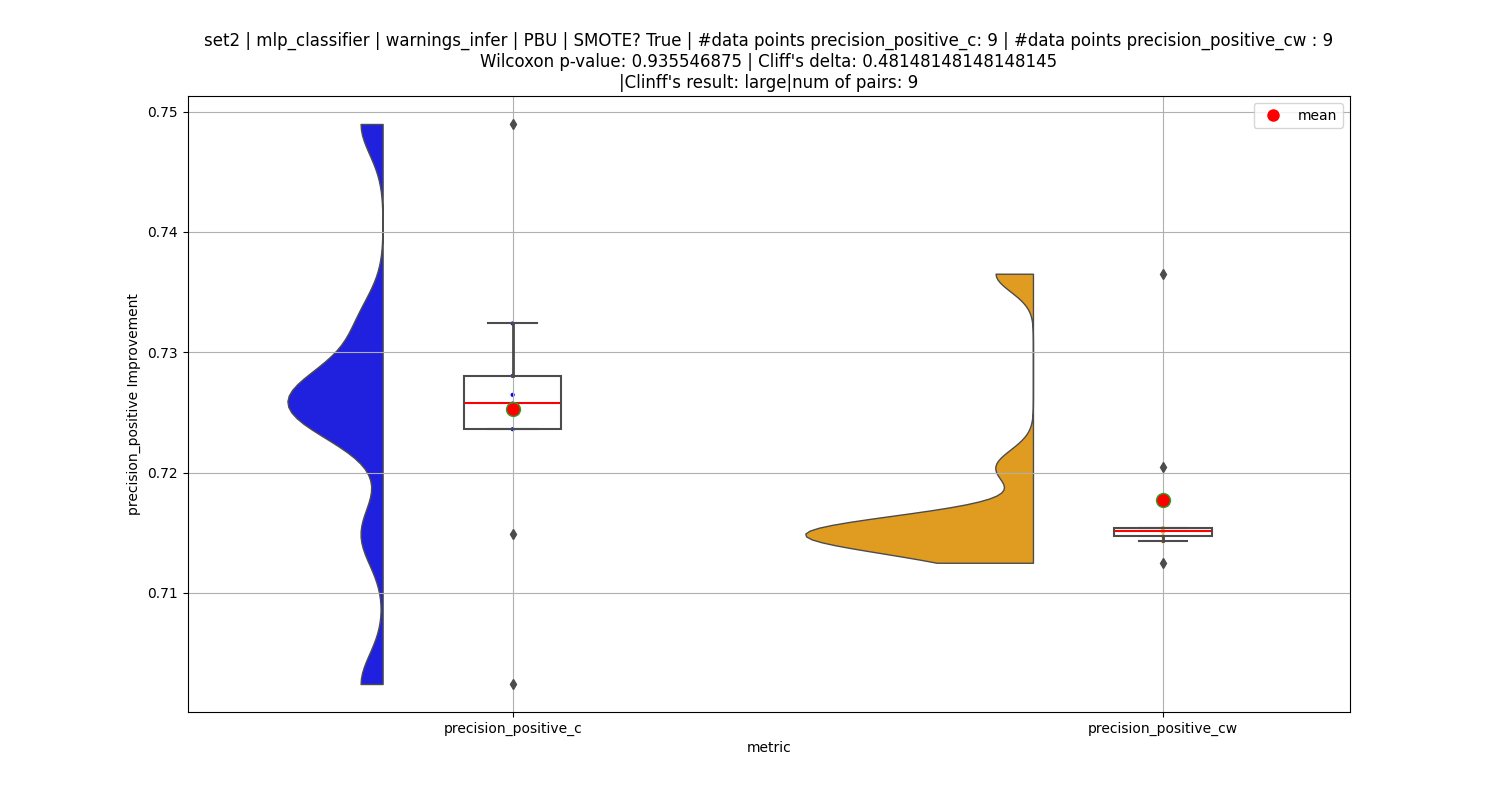 set2 | mlp_classifier | warnings_infer | PBU | SMOTE? True | #data points precision_positive_c: 9 | #data points precision_positive_cw : 9
Wilcoxon p-value: 0.935546875 | Cliff's delta: 0.48148148148148145
|Clinff's result: large|num of pairs: 9
mean
0.75
0.74
0.73
0.72
0.71
precision_positive Improvement
precision_positive_c
precision_positive_cw
metric